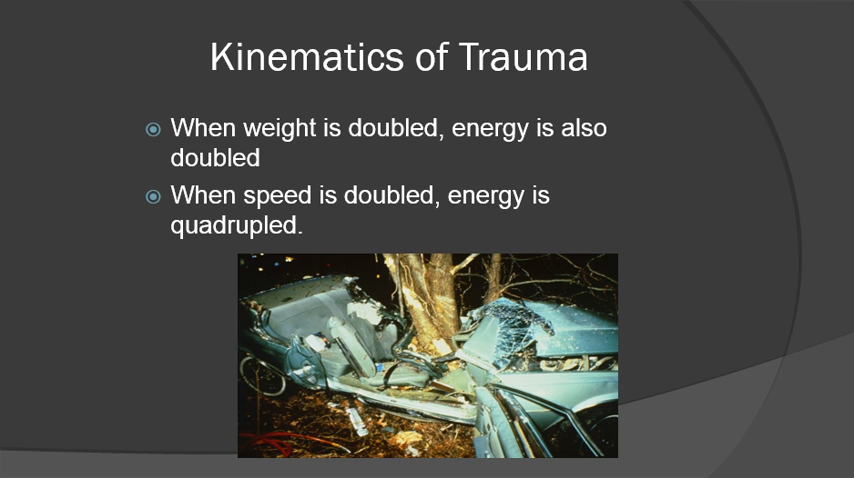 Kinematics of Trauma
When weight is doubled, energy is also
doubled
When speed is doubled, energy is
quadrupled.